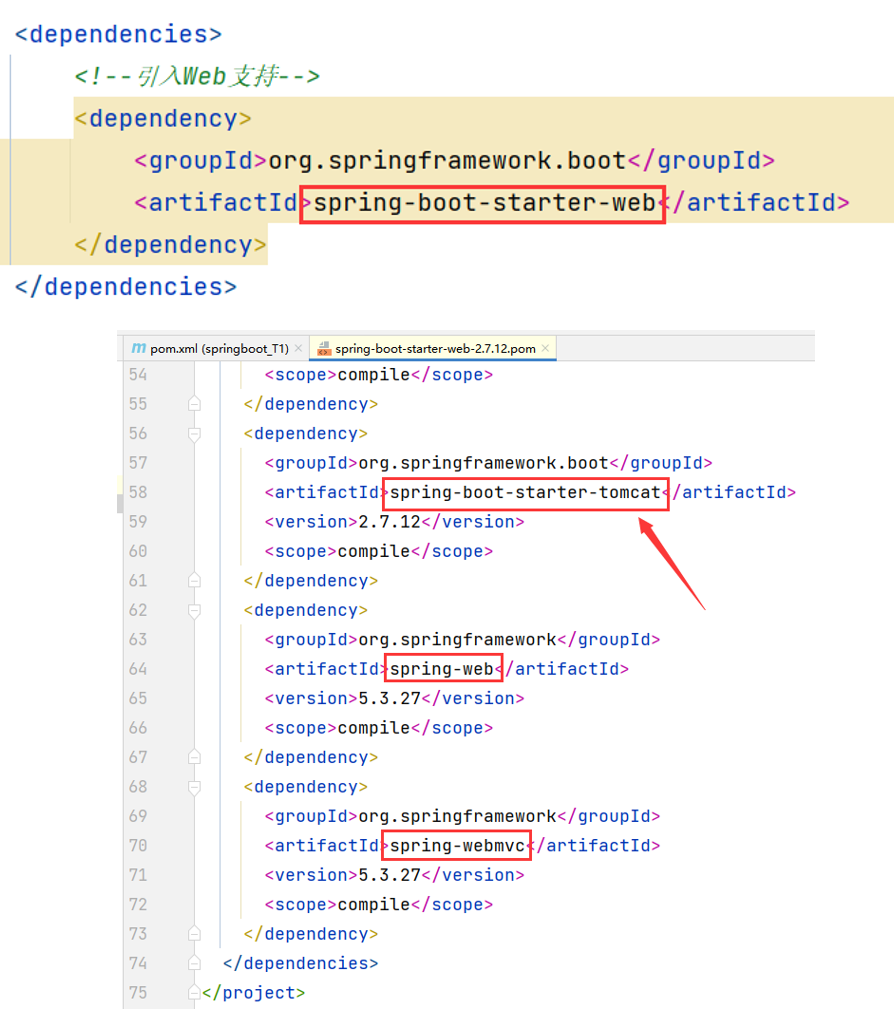 <dependencies>
<!--引入Web支持-->
<dependency>
<groupId>org.springframework.boot</groupId>
<artifactId>spring-boot-starter-web</artifactId>
</dependency>
</dependencies>
pom.xml (springboot_T1) × spring-boot-starter-web-2.7.12.pom ×
54 <scope>compile</scope>
55 </dependency>
56 <dependency>
57 <groupId>org.springframework.boot</groupId>
58 <artifactId>spring-boot-starter-tomcat</artifactId>
59 <version>2.7.12</version>
60 <scope>compile</scope>
61 </dependency>
62 <dependency>
63 <groupId>org.springframework</groupId>
64 <artifactId>spring-web</artifactId>
65 <version>5.3.27</version>
66 <scope>compile</scope>
67 </dependency>
68 <dependency>
69 <groupId>org.springframework</groupId>
70 <artifactId>spring-webmvc</artifactId>
71 <version>5.3.27</version>
72 <scope>compile</scope>
73 </dependency>
74 </dependencies>
75 </project>